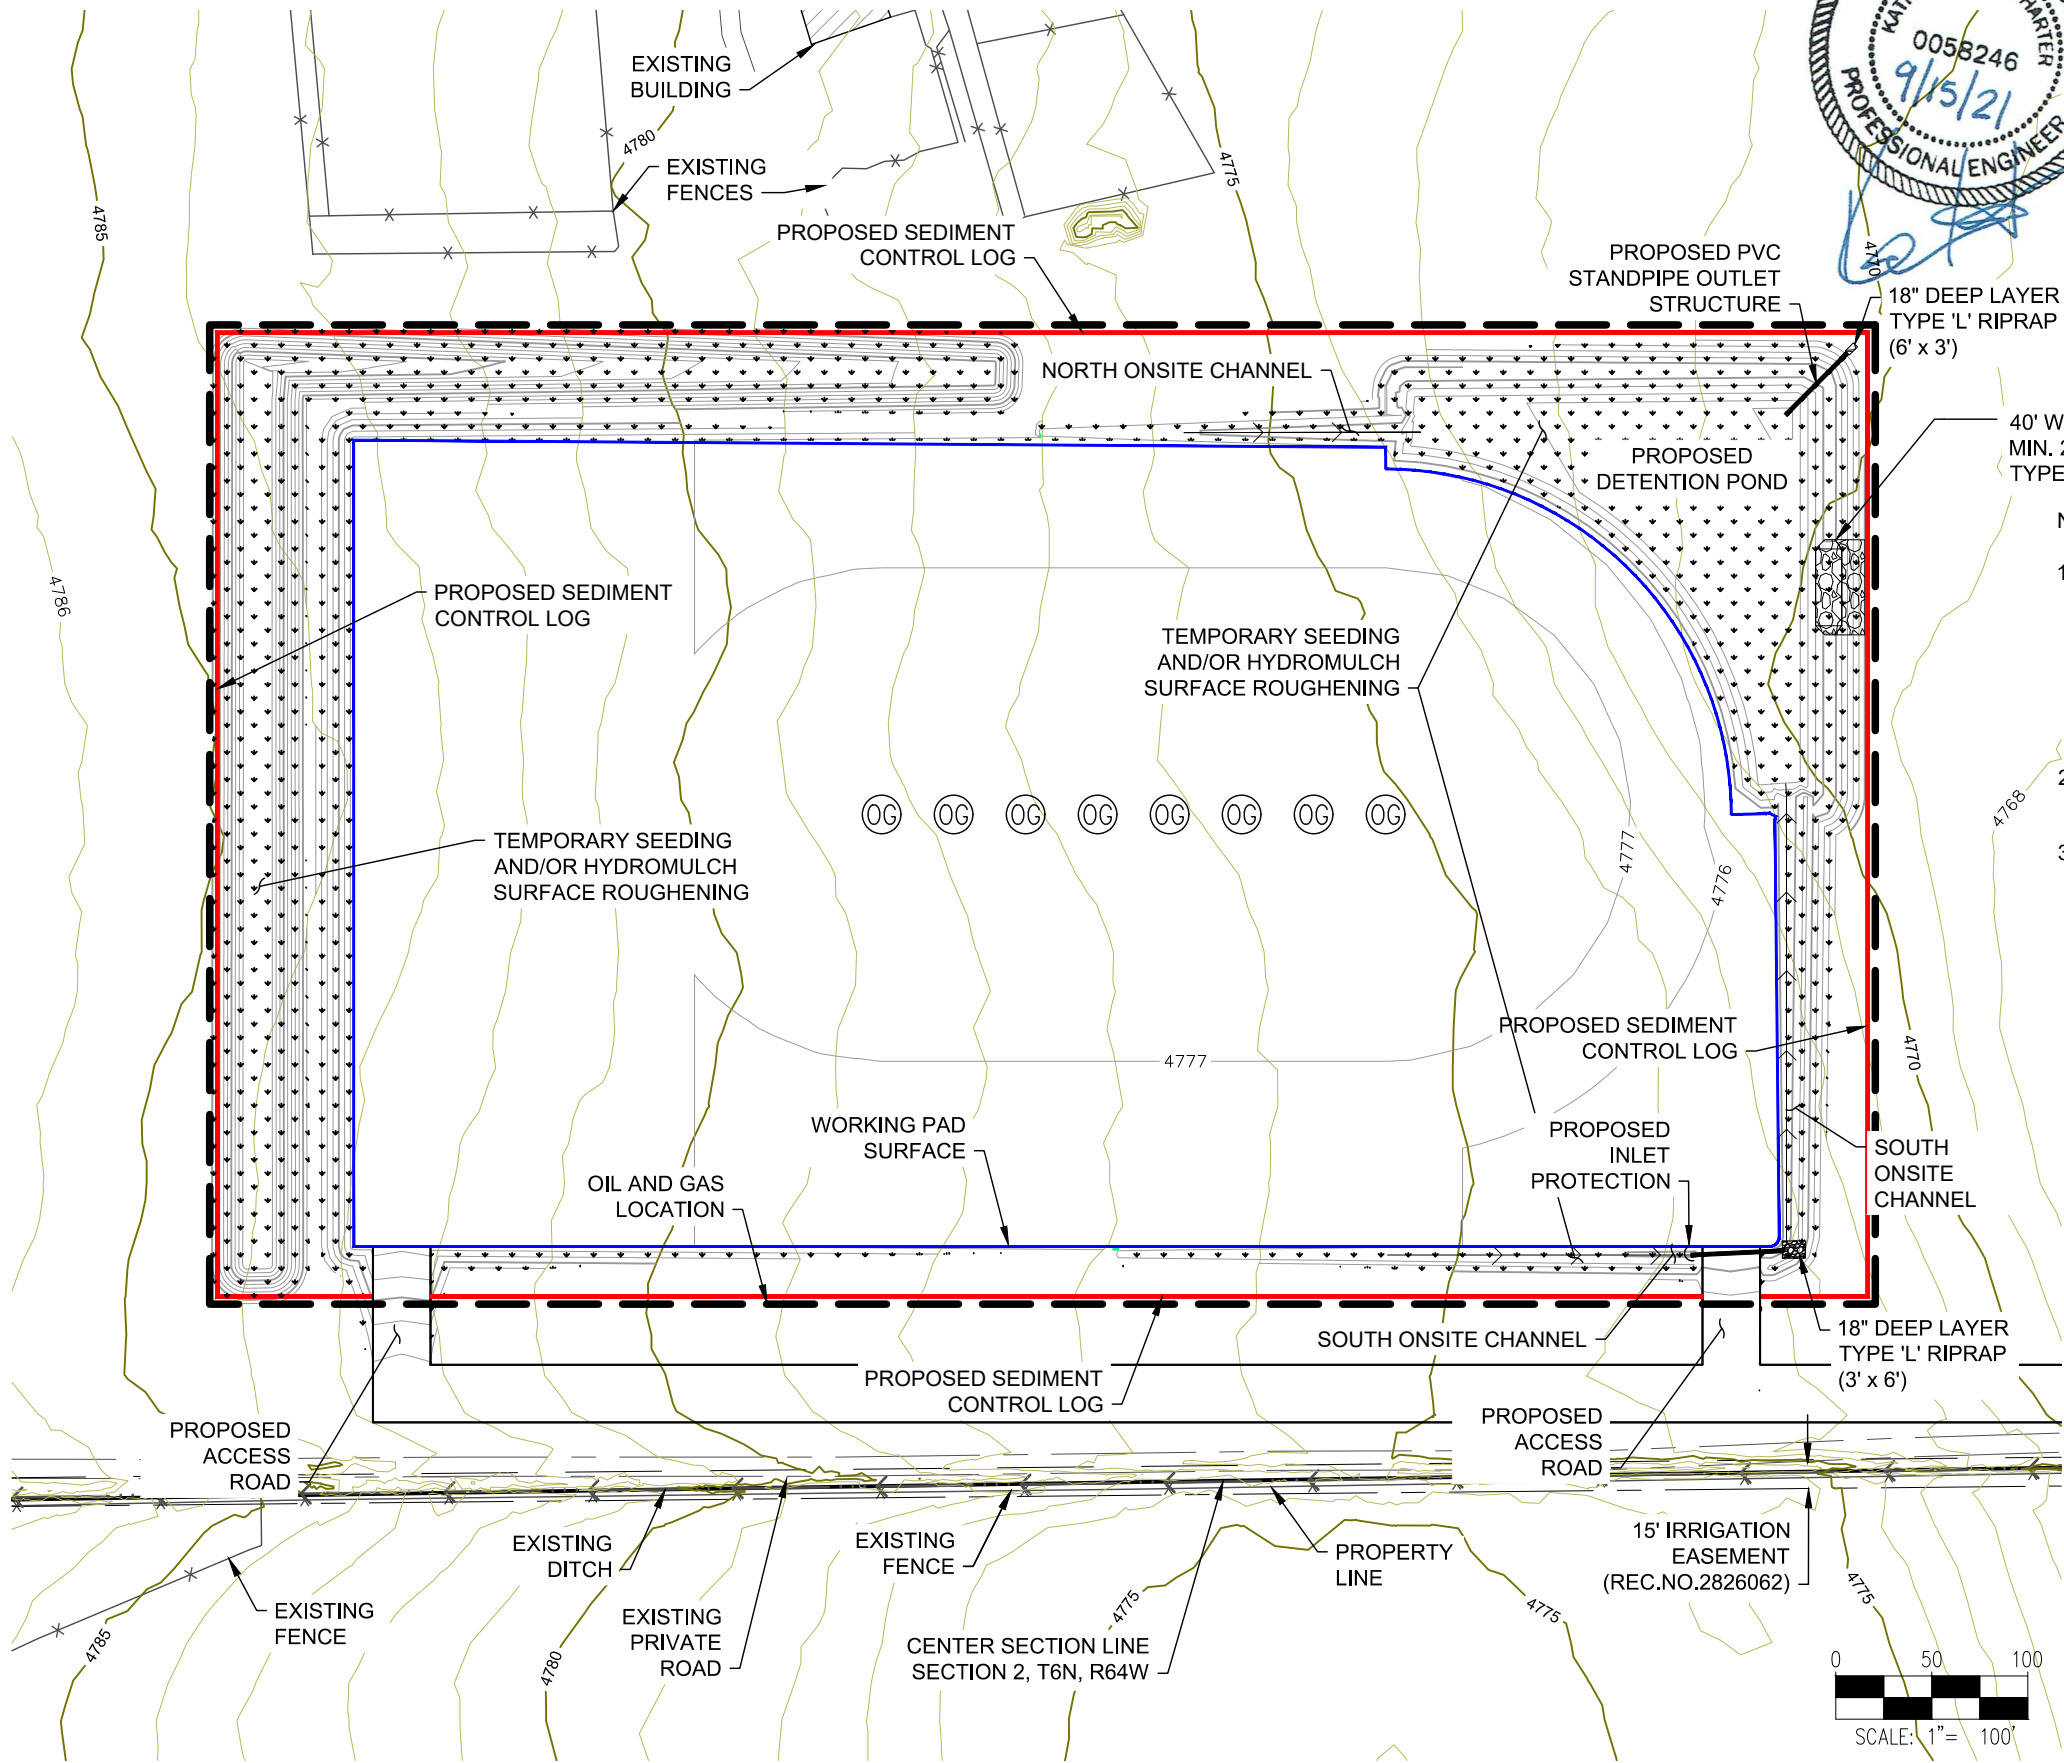 EXISTING
BUILDING
4780
EXISTING
FENCES
4785
4775
PROPOSED SEDIMENT
CONTROL LOG
0058246
9/15/21
PROFESSIONAL ENGINEER
4770
PROPOSED PVC
STANDPIPE OUTLET
STRUCTURE
18" DEEP LAYER
TYPE 'L' RIPRAP
(6' x 3')
NORTH ONSITE CHANNEL
40' W
MIN. 2
TYPE
PROPOSED
DETENTION POND
N
1
4786
PROPOSED SEDIMENT
CONTROL LOG
TEMPORARY SEEDING
AND/OR HYDROMULCH
SURFACE ROUGHENING
2
4768
OG OG OG OG OG OG OG OG
3
TEMPORARY SEEDING
AND/OR HYDROMULCH
SURFACE ROUGHENING
4777
4776
PROPOSED SEDIMENT
CONTROL LOG
4770
4777
WORKING PAD
SURFACE
PROPOSED
INLET
PROTECTION
SOUTH
ONSITE
CHANNEL
OIL AND GAS
LOCATION
SOUTH ONSITE CHANNEL
18" DEEP LAYER
TYPE 'L' RIPRAP
(3' x 6')
PROPOSED SEDIMENT
CONTROL LOG
PROPOSED
ACCESS
ROAD
PROPOSED
ACCESS
ROAD
EXISTING
DITCH
EXISTING
FENCE
PROPERTY
LINE
15' IRRIGATION
EASEMENT
(REC.NO.2826062)
EXISTING
FENCE
4785
EXISTING
PRIVATE
ROAD
4780
CENTER SECTION LINE
SECTION 2, T6N, R64W
4775
4775
4775
0 50 100
SCALE: 1"= 100'